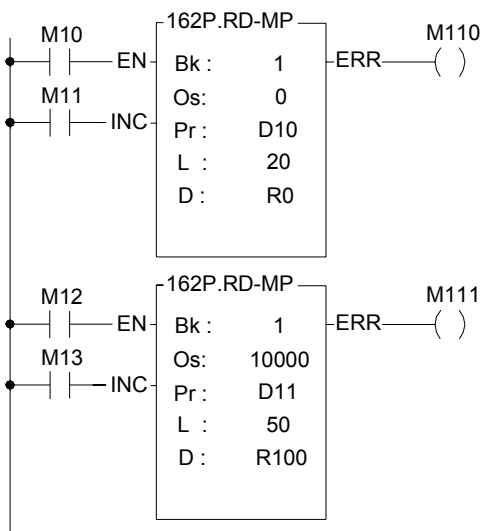 162P.RD-MP
M10 EN Bk : 1 ERR M110
Os: 0
M11 INC Pr : D10
L : 20
D : R0
162P.RD-MP
M12 EN Bk : 1 ERR M111
Os: 10000
M13 INC Pr : D11
L : 50
D : R100